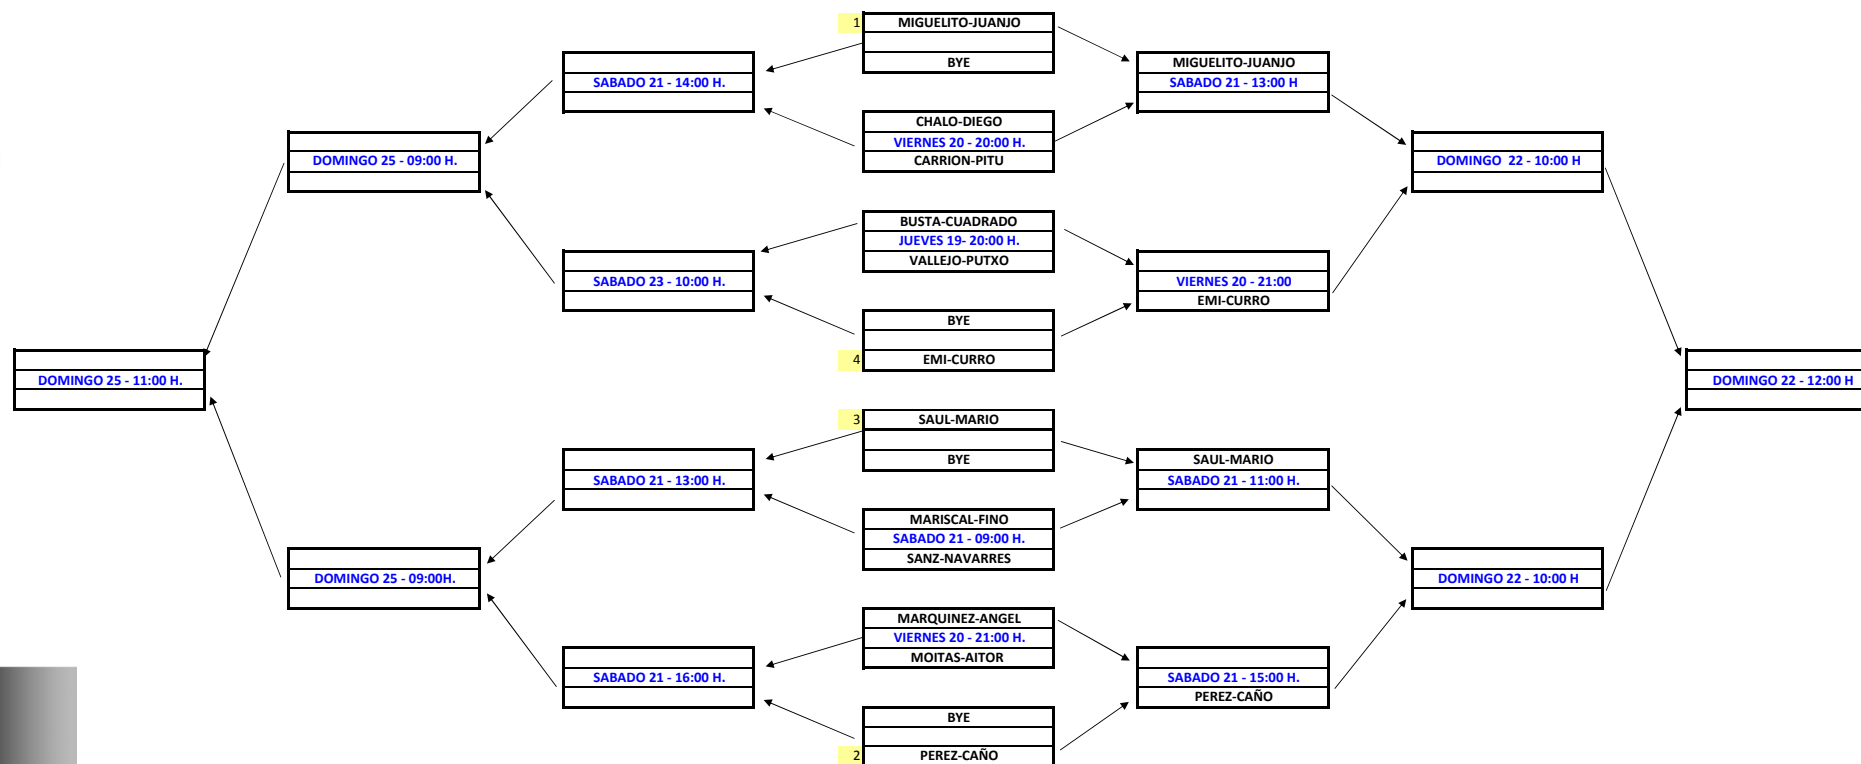 1
MIGUELITO-JUANJO
BYE
MIGUELITO-JUANJO
SABADO 21 - 14:00 H.
SABADO 21 - 13:00 H
CHALO-DIEGO
VIERNES 20 - 20:00 H.
CARRION-PITU
DOMINGO 25 - 09:00 H.
DOMINGO 22 - 10:00 H
BUSTA-CUADRADO
JUEVES 19- 20:00 H.
VALLEJO-PUTXO
SABADO 23 - 10:00 H.
VIERNES 20 - 21:00
EMI-CURRO
BYE
4
EMI-CURRO
DOMINGO 25 - 11:00 H.
DOMINGO 22 - 12:00 H
3
SAUL-MARIO
BYE
SAUL-MARIO
SABADO 21 - 13:00 H.
SABADO 21 - 11:00 H.
MARISCAL-FINO
SABADO 21 - 09:00 H.
SANZ-NAVARRES
DOMINGO 25 - 09:00H.
DOMINGO 22 - 10:00 H
MARQUINEZ-ANGEL
VIERNES 20 - 21:00 H.
MOITAS-AITOR
SABADO 21 - 16:00 H.
SABADO 21 - 15:00 H.
PEREZ-CAÑO
BYE
2
PEREZ-CAÑO